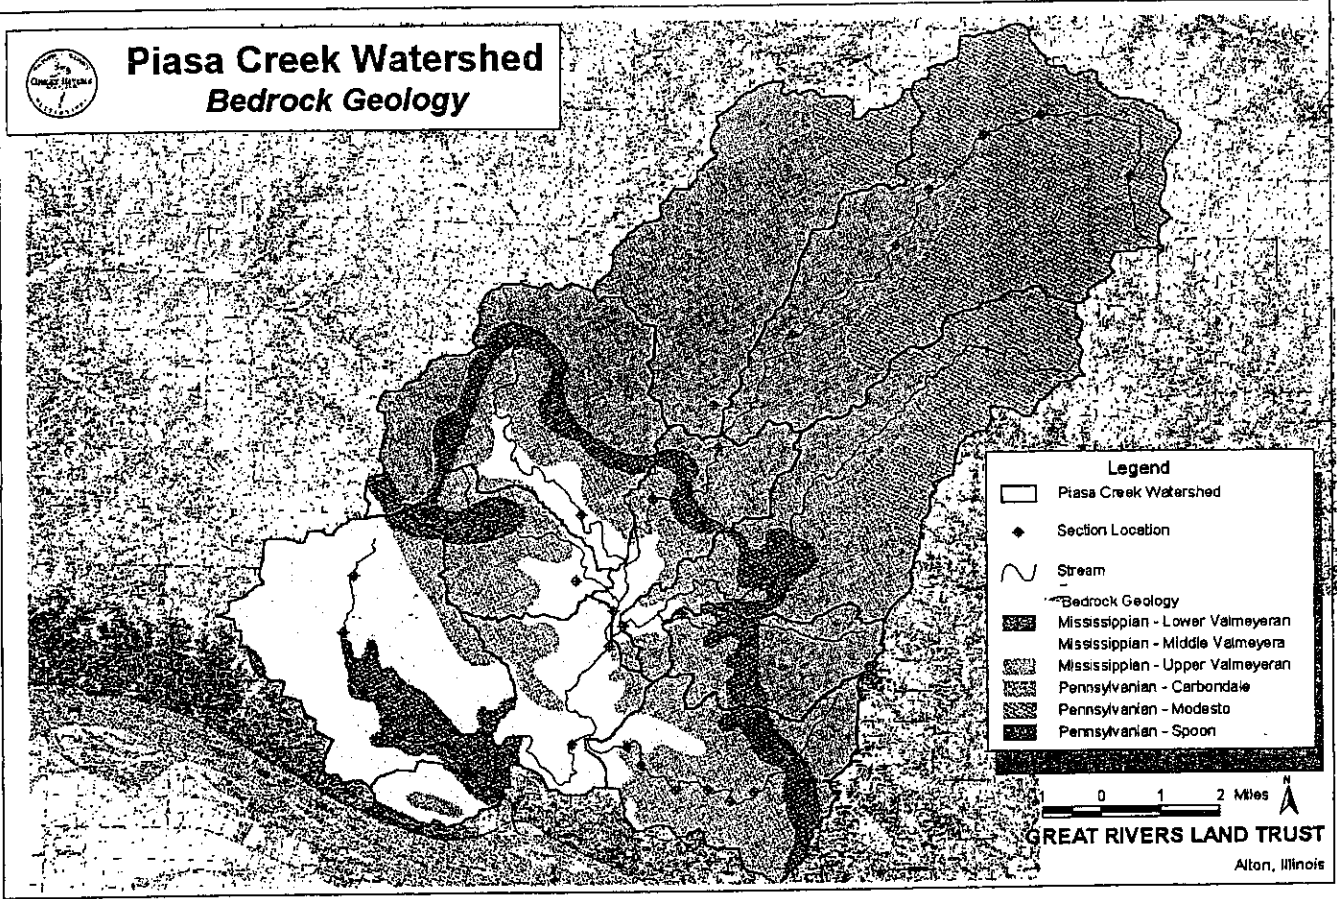 Piasa Creek Watershed
Bedrock Geology
Legend
Piasa Creek Watershed
Section Location
Stream
Bedrock Geology
Mississippian - Lower Valmeyeran
Mississippian - Middle Valmeyera
Mississippian - Upper Valmeyeran
Pennsylvanian - Carbondale
Pennsylvanian - Modesto
Pennsylvanian - Spoon
N
1 0 1 2 Miles
GREAT RIVERS LAND TRUST
Alton, Illinois